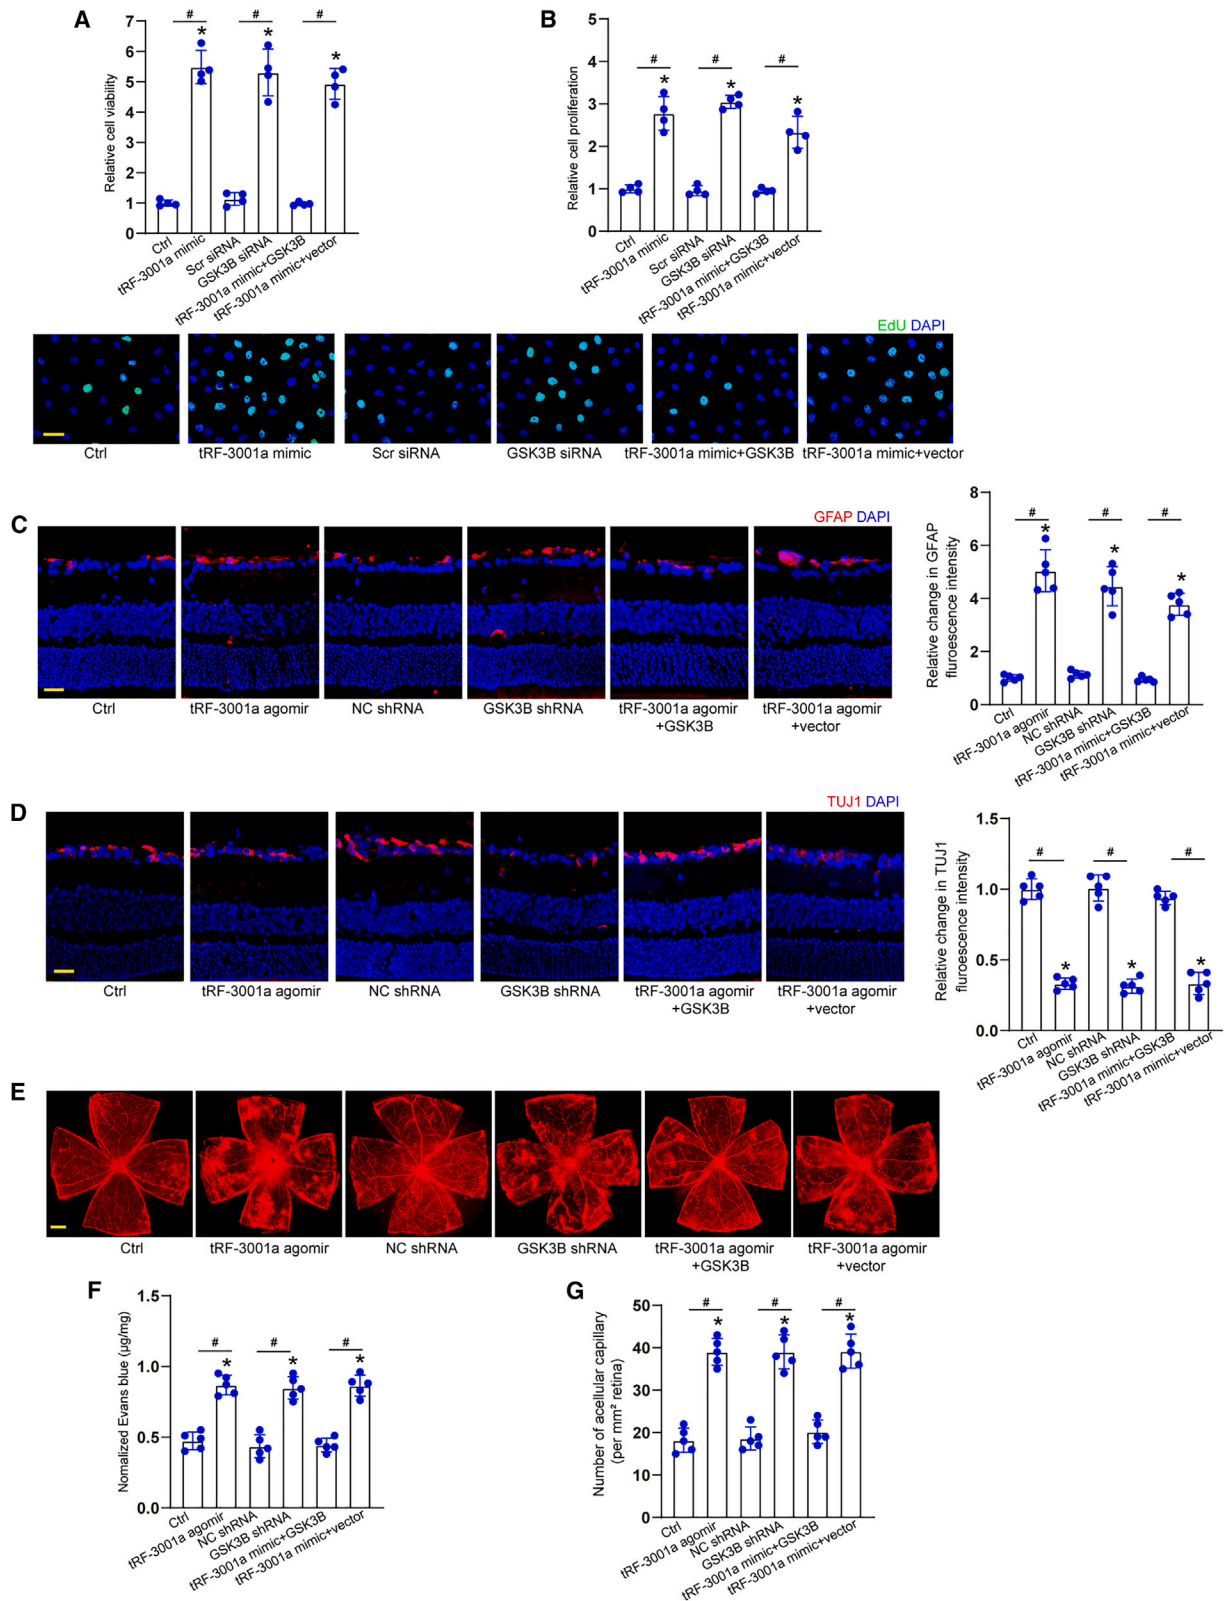 A
Relative cell viability
7
6
5
4
3
2
1
0
#
#
#
*
*
*
Ctrl
tRF-3001a mimic
Scr siRNA
GSK3B siRNA
tRF-3001a mimic+GSK3B
tRF-3001a mimic+vector
B
Relative cell proliferation
5
4
3
2
1
0
#
#
#
*
*
*
Ctrl
tRF-3001a mimic
Scr siRNA
GSK3B siRNA
tRF-3001a mimic+GSK3B
tRF-3001a mimic+vector
EdU DAPI
Ctrl
tRF-3001a mimic
Scr siRNA
GSK3B siRNA
tRF-3001a mimic+GSK3B
tRF-3001a mimic+vector
C
GFAP DAPI
Ctrl
tRF-3001a agomir
NC shRNA
GSK3B shRNA
tRF-3001a agomir
+GSK3B
tRF-3001a agomir
+vector
Relative change in GFAP
fluroescence intensity
8
6
4
2
0
#
#
#
*
*
*
Ctrl
tRF-3001a agomir
NC shRNA
GSK3B shRNA
tRF-3001a mimic+GSK3B
tRF-3001a mimic+vector
D
TUJ1 DAPI
Ctrl
tRF-3001a agomir
NC shRNA
GSK3B shRNA
tRF-3001a agomir
+GSK3B
tRF-3001a agomir
+vector
Relative change in TUJ1
fluroescence intensity
1.5
1.0
0.5
0.0
#
#
#
*
*
*
Ctrl
tRF-3001a agomir
NC shRNA
GSK3B shRNA
tRF-3001a mimic+GSK3B
tRF-3001a mimic+vector
E
Ctrl
tRF-3001a agomir
NC shRNA
GSK3B shRNA
tRF-3001a agomir
+GSK3B
tRF-3001a agomir
+vector
F
Nomalized Evans blue (μg/mg)
1.5
1.0
0.5
0.0
#
#
#
*
*
*
Ctrl
tRF-3001a agomir
NC shRNA
GSK3B shRNA
tRF-3001a mimic+GSK3B
tRF-3001a mimic+vector
G
Number of acellular capillary
(per mm² retina)
50
40
30
20
10
0
#
#
#
*
*
*
Ctrl
tRF-3001a agomir
NC shRNA
GSK3B shRNA
tRF-3001a mimic+GSK3B
tRF-3001a mimic+vector